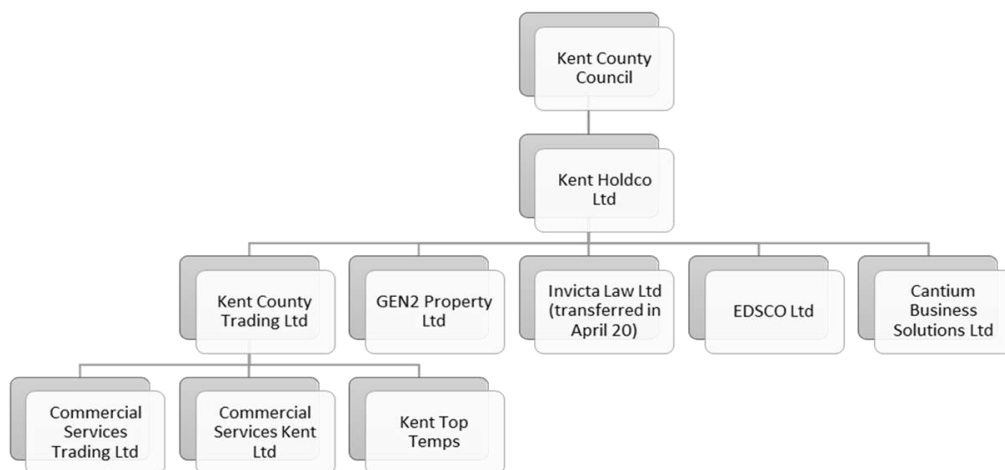 Kent County
Council
Kent Holdco
Ltd
Kent County
Trading Ltd
GEN2 Property
Ltd
Invicta Law Ltd
(transferred in
April 20)
EDSCO Ltd
Cantium
Business
Solutions Ltd
Commercial
Services
Trading Ltd
Commercial
Services Kent
Ltd
Kent Top
Temps